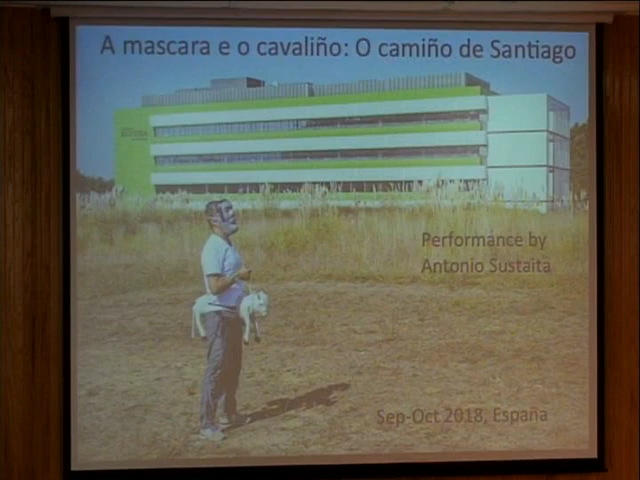 A mascara e o cavaliño: O camiño de Santiago
Performance by
Antonio Sustaita
Sep-Oct 2018, España